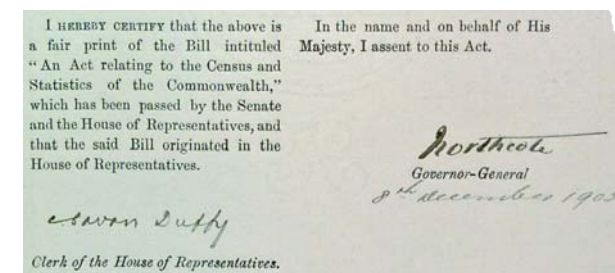 I HEREBY CERTIFY that the above is
a fair print of the Bill intituled
"An Act relating to the Census and
Statistics of the Commonwealth,"
which has been passed by the Senate
and the House of Representatives, and
that the said Bill originated in the
House of Representatives.
Duffy
Clerk of the House of Representatives.
In the name and on behalf of His
Majesty, I assent to this Act.
Northcote
Governor-General
8th December